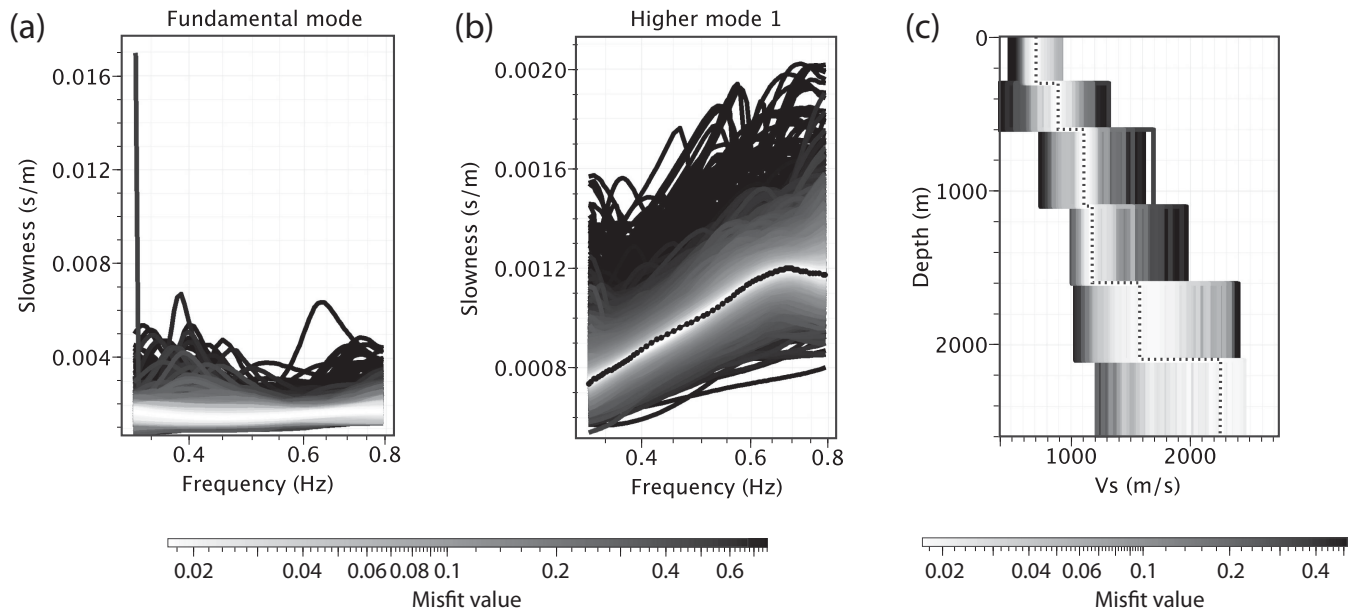 (a)
Fundamental mode
0.016
0.012
0.008
0.004
Slowness (s/m)
0.4 0.6 0.8
Frequency (Hz)
(b)
Higher mode 1
0.0020
0.0016
0.0012
0.0008
Slowness (s/m)
0.4 0.6 0.8
Frequency (Hz)
(c)
0
1000
2000
Depth (m)
1000 2000
Vs (m/s)
0.02 0.04 0.06 0.08 0.1 0.2 0.4 0.6
Misfit value
0.02 0.04 0.06 0.1 0.2 0.4
Misfit value